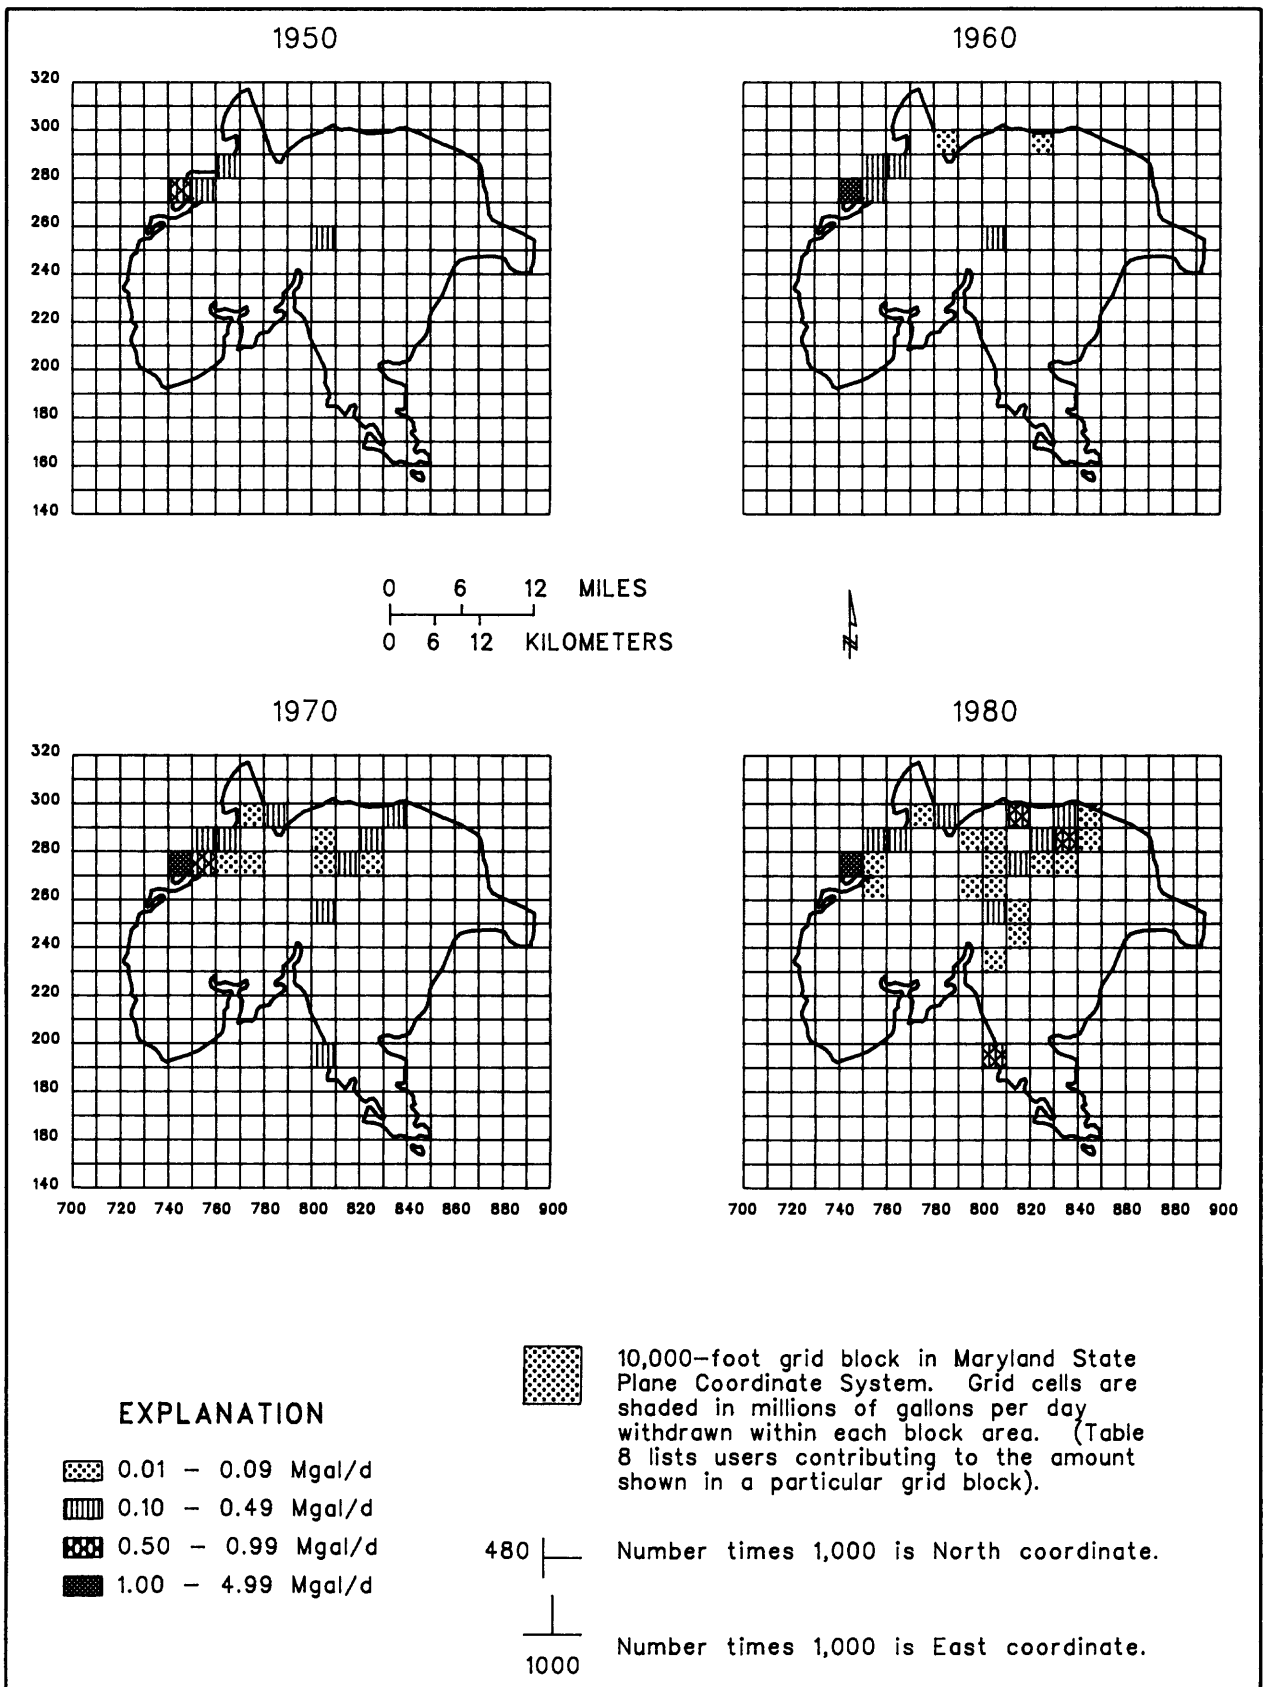 1950
1960
320
300
280
260
240
220
200
180
160
140
0 6 12 MILES
0 6 12 KILOMETERS
N
1970
1980
320
300
280
260
240
220
200
180
160
140
700 720 740 760 780 800 820 840 860 880 900
700 720 740 760 780 800 820 840 860 880 900
EXPLANATION
0.01 - 0.09 Mgal/d
0.10 - 0.49 Mgal/d
0.50 - 0.99 Mgal/d
1.00 - 4.99 Mgal/d
10,000-foot grid block in Maryland State
Plane Coordinate System. Grid cells are
shaded in millions of gallons per day
withdrawn within each block area. (Table
8 lists users contributing to the amount
shown in a particular grid block).
480
Number times 1,000 is North coordinate.
1000
Number times 1,000 is East coordinate.